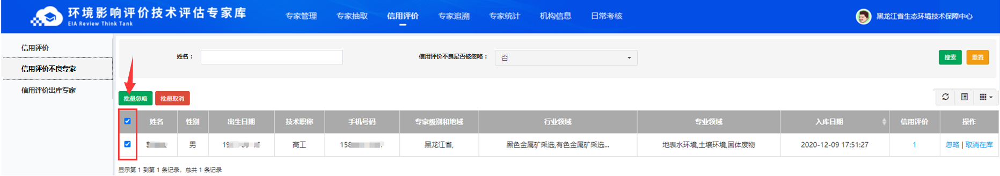 环境影响评价技术评估专家库 专家管理 专家抽取 信用评价 专家追溯 专家统计 机构信息 日常考核 黑龙江省生态环境技术保障中心
EIA Review Think Tank
信用评价
姓名： 信用评价不良是否被忽略： 否 搜索 重置
信用评价不良专家
信用评价出库专家
批量忽略 批量取消
姓名 性别 出生日期 技术职称 手机号码 专家级别和地域 行业领域 专业领域 入库日期 信用评价 操作
男 19 高工 158 黑龙江省, 黑色金属矿采选,有色金属矿采选... 地表水环境,土壤环境,固体废物 2020-12-09 17:51:27 1 忽略 | 取消在库
显示第 1 到第 1 条记录，总共 1 条记录